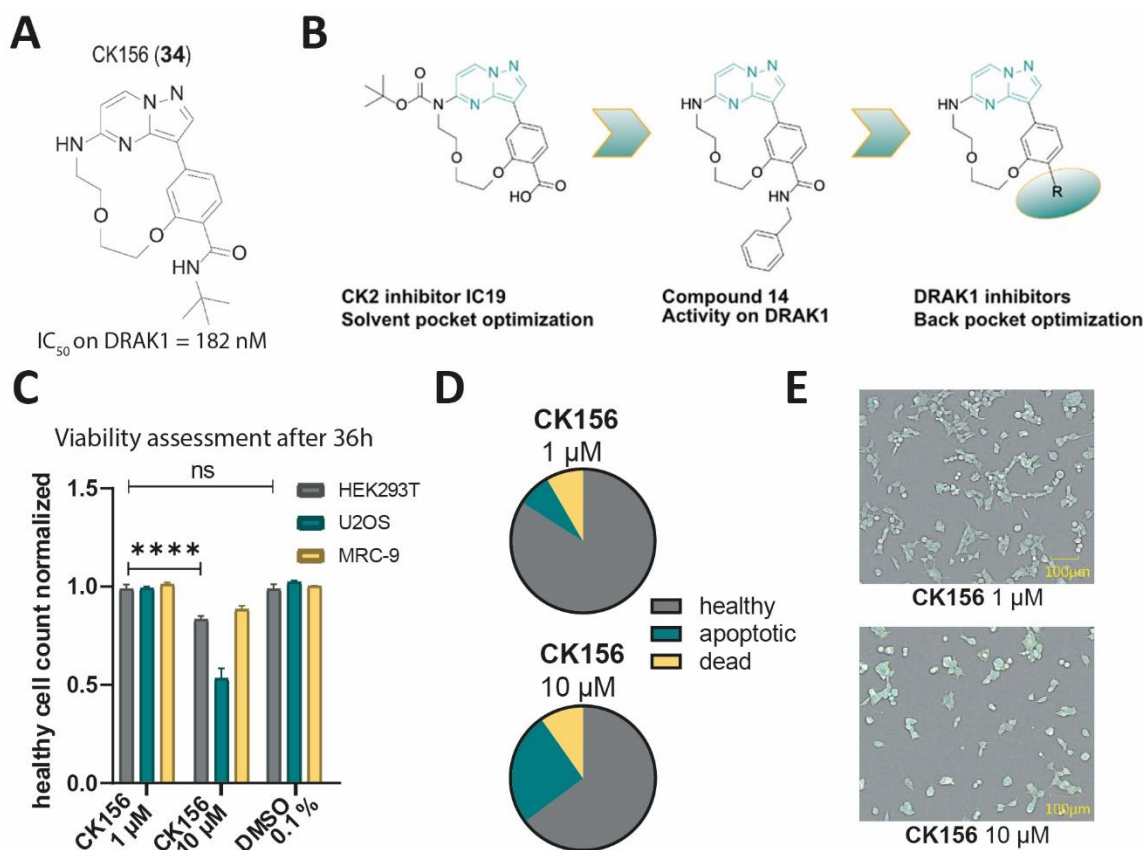 A
CK156 (34)
N
N
N
HN
O
O
O
HN
IC50 on DRAK1 = 182 nM
B
O
O
N
N
N
N
O
O
O
HO
CK2 inhibitor IC19
Solvent pocket optimization
HN
N
N
N
O
O
O
HN
Compound 14
Activity on DRAK1
HN
N
N
N
O
O
R
DRAK1 inhibitors
Back pocket optimization
C
Viability assessment after 36h
ns
****
HEK293T
U2OS
MRC-9
healthy cell count normalized
1.5
1.0
0.5
0.0
CK156
1 µM
CK156
10 µM
DMSO
0.1 %
D
CK156
1 µM
healthy
apoptotic
dead
CK156
10 µM
E
100µm
CK156 1 µM
100µm
CK156 10 µM